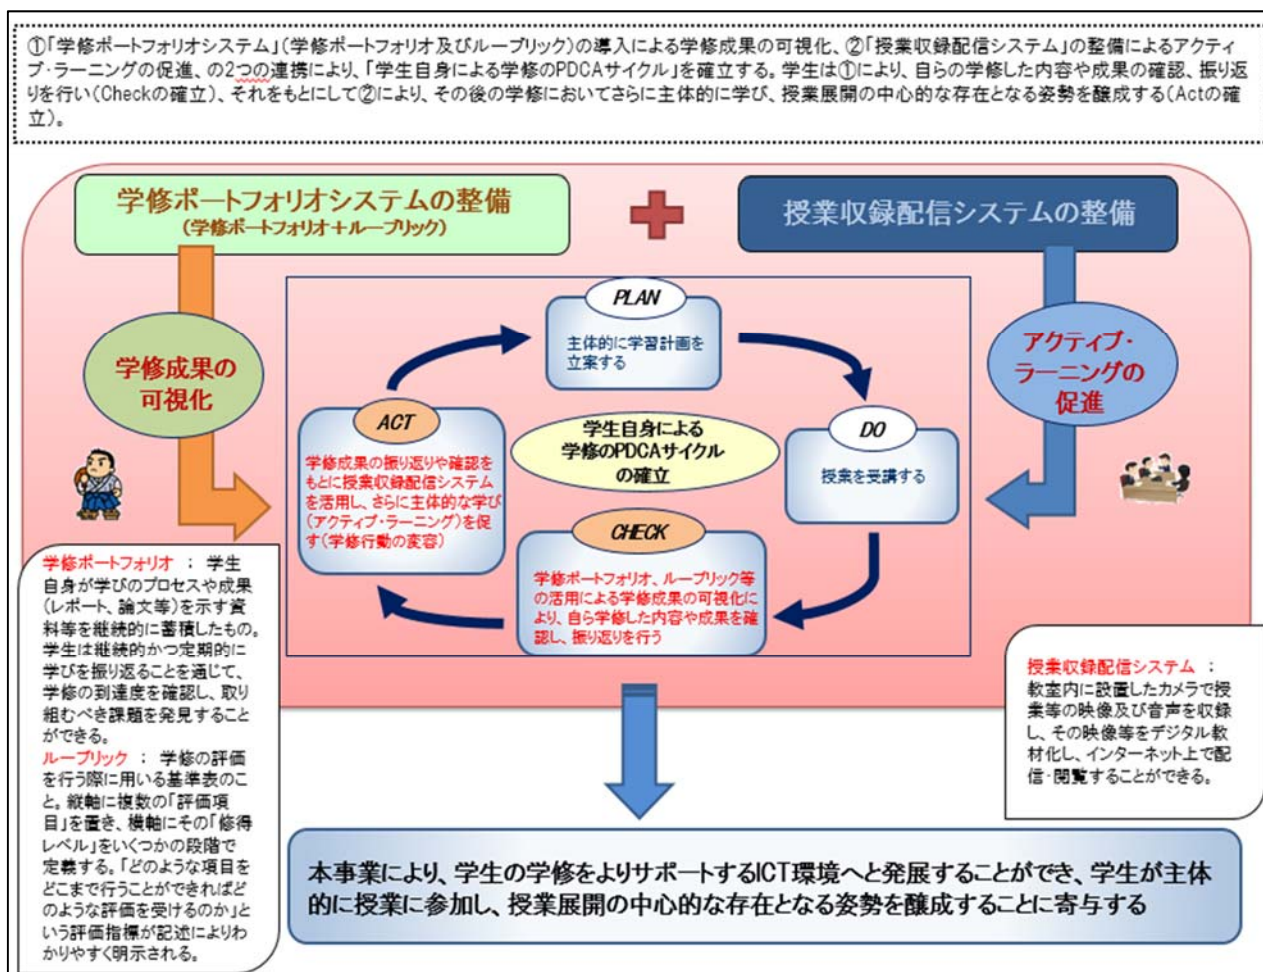 ①「学修ポートフォリオシステム」(学修ポートフォリオ及びルーブリック)の導入による学修成果の可視化、②「授業収録配信システム」の整備によるアクティ
ブ・ラーニングの促進、の2つの連携により、「学生自身による学修のPDCAサイクル」を確立する。学生は①により、自らの学修した内容や成果の確認、振り返
りを行い(Checkの確立)、それをもとにして②により、その後の学修においてさらに主体的に学び、授業展開の中心的な存在となる姿勢を醸成する(Actの確
立)。
学修ポートフォリオシステムの整備
(学修ポートフォリオ+ルーブリック)
授業収録配信システムの整備
学修成果の
可視化
アクティブ・
ラーニングの
促進
PLAN
主体的に学習計画を
立案する
DO
授業を受講する
学生自身による
学修のPDCAサイクル
の確立
ACT
学修成果の振り返りや確認を
もとに授業収録配信システム
を活用し、さらに主体的な学び
(アクティブ・ラーニング)を促
す(学修行動の変容)
CHECK
学修ポートフォリオ、ルーブリック等
の活用による学修成果の可視化に
より、自ら学修した内容や成果を確
認し、振り返りを行う
学修ポートフォリオ ： 学生
自身が学びのプロセスや成果
(レポート、論文等)を示す資
料等を継続的に蓄積したもの。
学生は継続的かつ定期的に
学びを振り返ることを通じて、
学修の到達度を確認し、取り
組むべき課題を発見すること
ができる。
ルーブリック ： 学修の評価
を行う際に用いる基準表のこ
と。縦軸に複数の「評価項
目」を置き、横軸にその「修得
レベル」をいくつかの段階で
定義する。「どのような項目を
どこまで行うことができればど
のような評価を受けるのか」と
いう評価指標が記述によりわ
かりやすく明示される。
授業収録配信システム ：
教室内に設置したカメラで授
業等の映像及び音声を収録
し、その映像等をデジタル教
材化し、インターネット上で配
信・閲覧することができる。
本事業により、学生の学修をよりサポートするICT環境へと発展することができ、学生が主体
的に授業に参加し、授業展開の中心的な存在となる姿勢を醸成することに寄与する